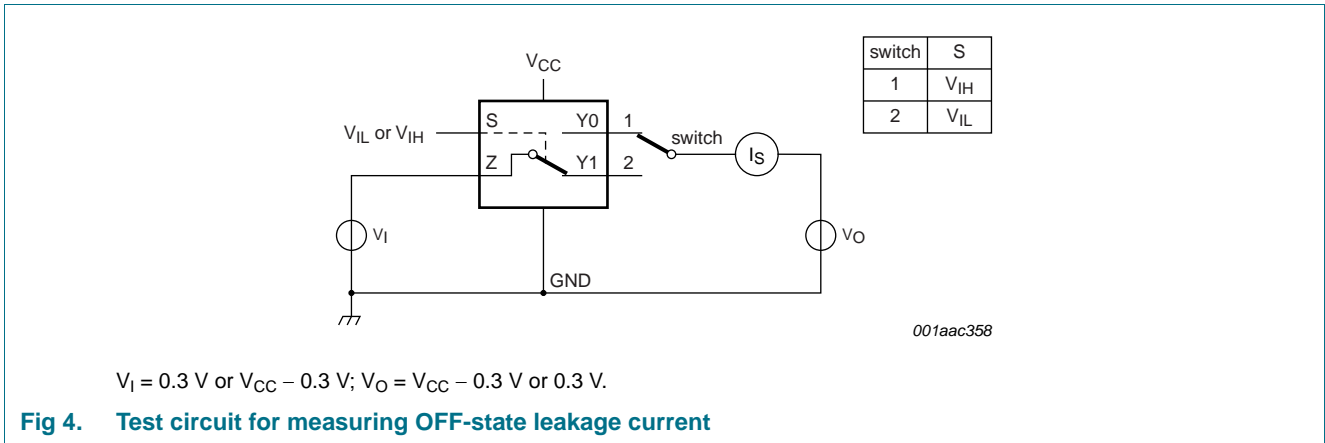 switch S
1 VIH
2 VIL
VCC
VIL or VIH
S Y0 1
switch
IS
Z Y1 2
VI
VO
GND
001aac358
VI = 0.3 V or VCC − 0.3 V; VO = VCC − 0.3 V or 0.3 V.
Fig 4. Test circuit for measuring OFF-state leakage current